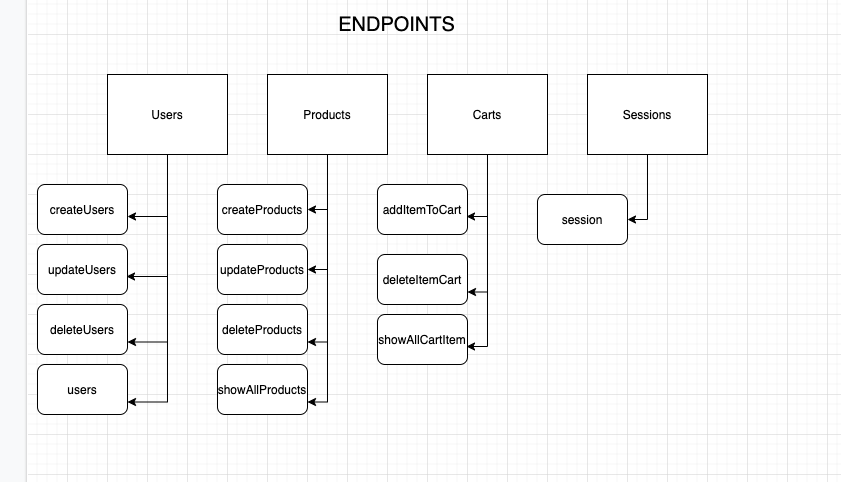 ENDPOINTS
Users
Products
Carts
Sessions
createUsers
createProducts
addItemToCart
session
updateUsers
updateProducts
deleteItemCart
deleteUsers
deleteProducts
showAllCartItem
users
showAllProducts